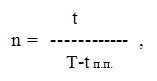 t
n = ------------ ,
T-t п.п.